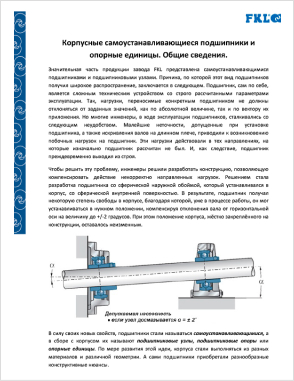 FKL
Корпусные самоустанавливающиеся подшипники и
опорные единицы. Общие сведения.
Значительная часть продукции завода FKL представлена самоустанавливающимися
подшипниками и подшипниковыми узлами. Причина, по которой этот вид подшипников
получил широкое распространение, заключается в следующем. Подшипник, сам по себе,
является сложным техническим устройством со строго рассчитанными параметрами
эксплуатации. Так, нагрузки, переносимые конкретным подшипником не должны
отклоняться от заданных значений, как по абсолютной величине, так и по вектору их
приложения. Но многие инженеры, в ходе эксплуатации подшипников, сталкивались со
следующим неудобством. Малейшие неточности, допущенные при установке
подшипника, а также искривления валов на длинном плече, приводили к возникновению
побочных нагрузок на подшипник. Эти нагрузки действовали в тех направлениях, на
которые изначально подшипник рассчитан не был. И, как следствие, подшипник
преждевременно выходил из строя.
Чтобы решить эту проблему, инженеры решили разработать конструкцию, позволяющую
компенсировать действие некорректно направленных нагрузок. Решением стала
разработка подшипника со сферической наружной обоймой, который устанавливался в
корпус, со сферической внутренней поверхностью. В результате, подшипник получал
некоторую степень свободы в корпусе, благодаря которой, уже в процессе работы, он мог
устанавливаться в нужном положении, компенсируя отклонения вала от горизонтальной
оси на величину до +/-2 градусов. При этом положение корпуса, жёстко закреплённого на
конструкции, оставалось неизменным.
α
Допускаемая несоосность
• если узел досмазывается α = ± 2°
В силу своих новых свойств, подшипники стали называться самоустанавливающимися, а
в сборе с корпусом их называют подшипниковые узлы, подшипниковые опоры или
опорные единицы. По мере развития этой идеи, корпуса стали выполняться из разных
материалов и различной геометрии. А сами подшипники приобретали разнообразные
конструктивные нюансы.